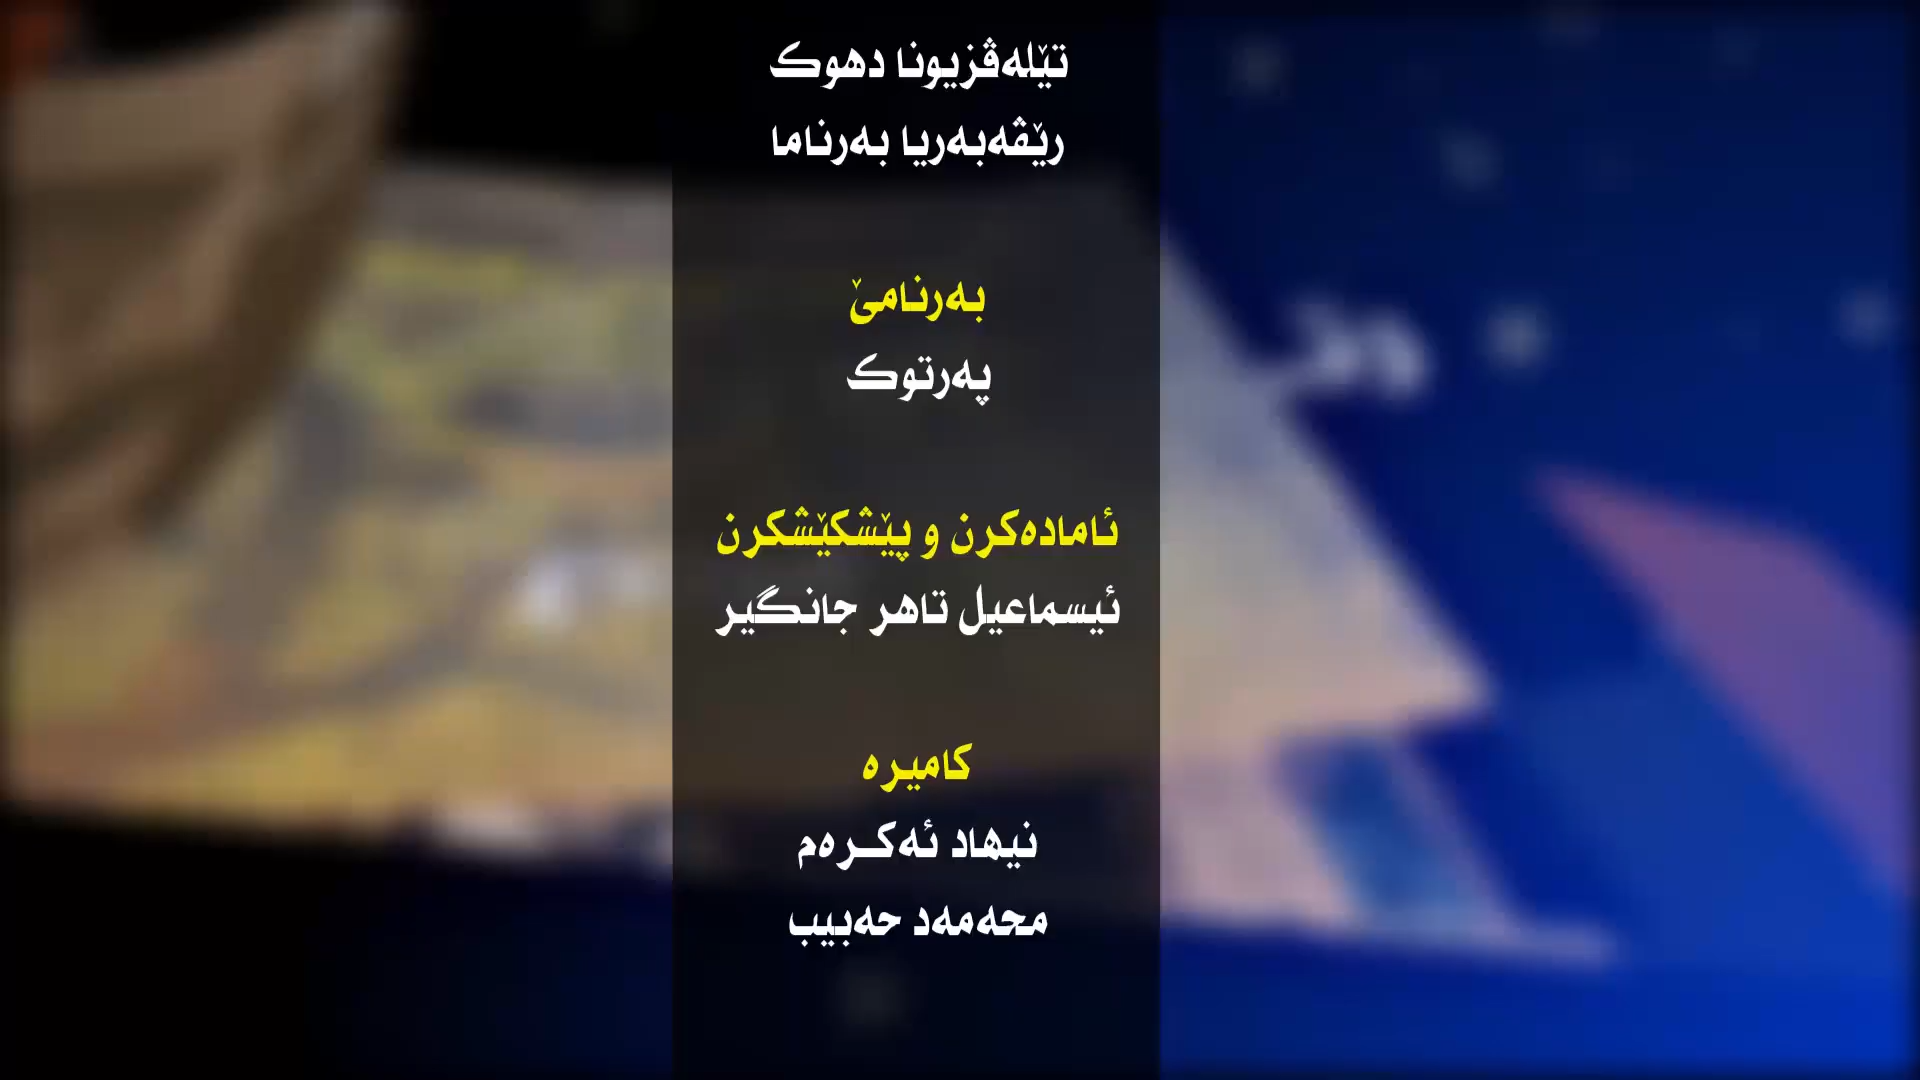 تێلەڤزیونا دهوک
رێڤەبەریا بەرناما
بەرنامێ
پەرتوک
ئامادەکرن و پێشکێشکرن
ئیسماعیل تاهر جانگیر
کامیرە
نیهاد ئەکـرەم
محەمەد حەبیب